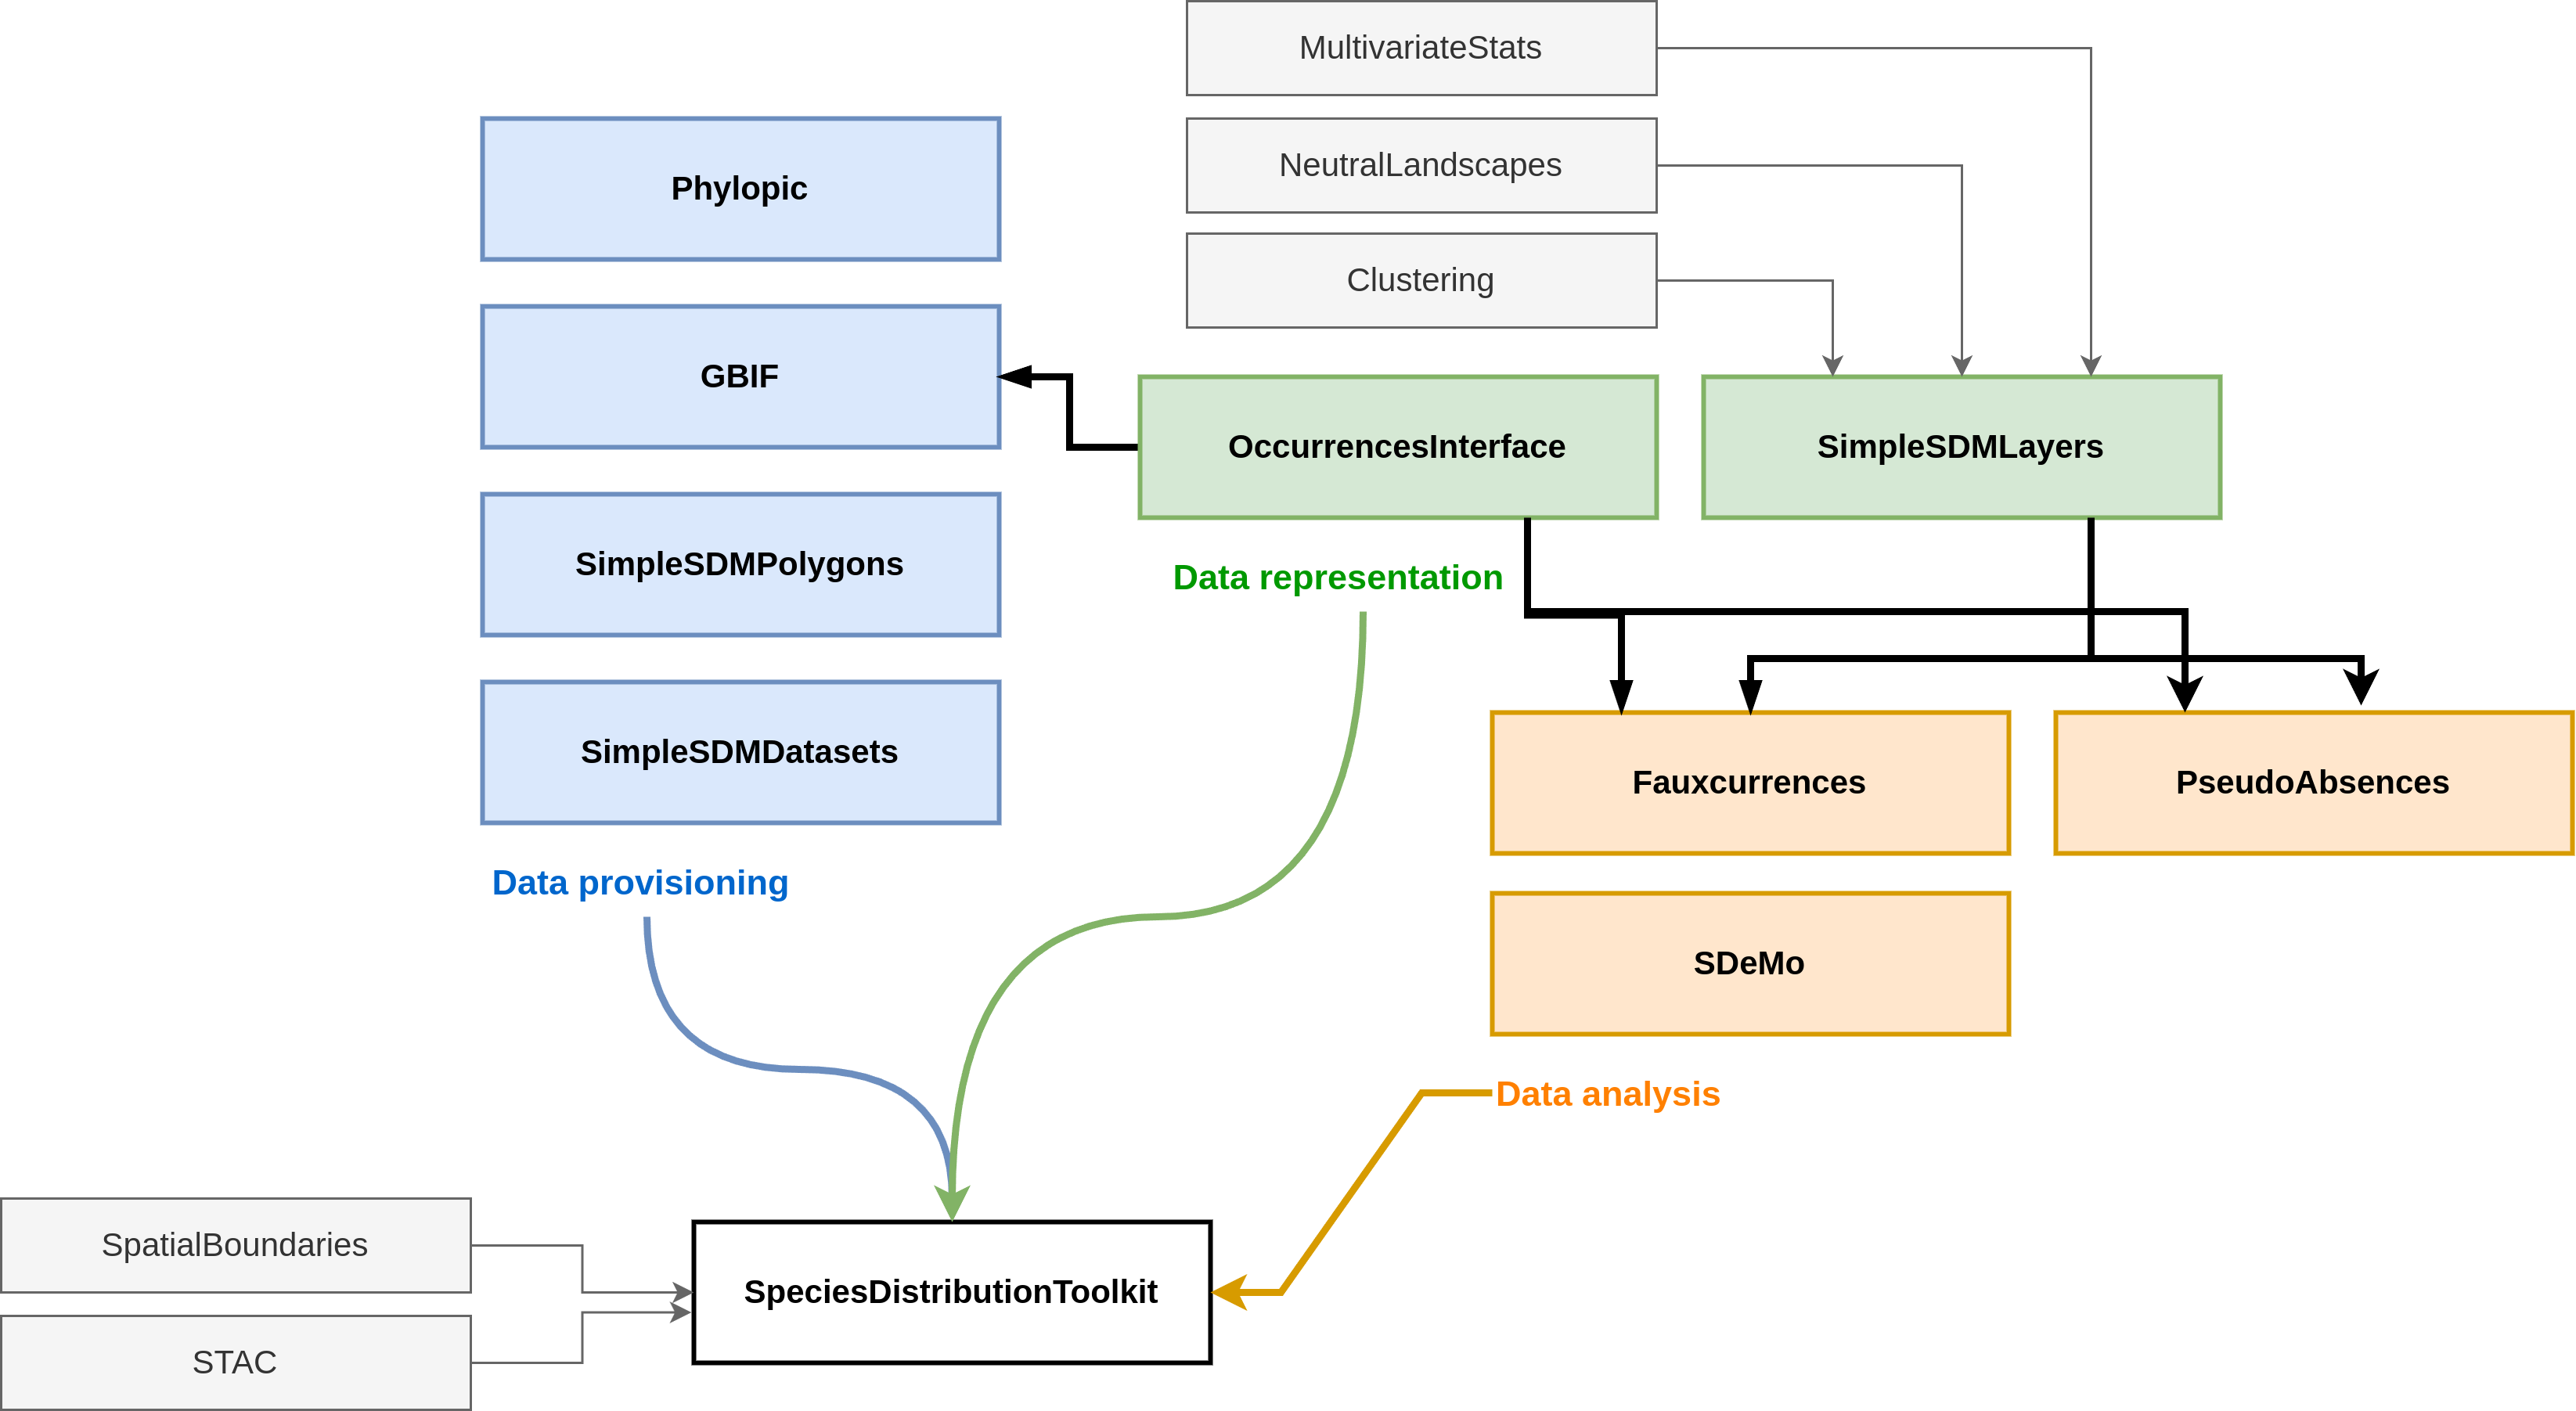 MultivariateStats
NeutralLandscapes
Clustering
Phylopic
GBIF
SimpleSDMPolygons
SimpleSDMDatasets
Data provisioning
OccurrencesInterface
SimpleSDMLayers
Data representation
Fauxcurrences
PseudoAbsences
SDeMo
Data analysis
SpatialBoundaries
STAC
SpeciesDistributionToolkit